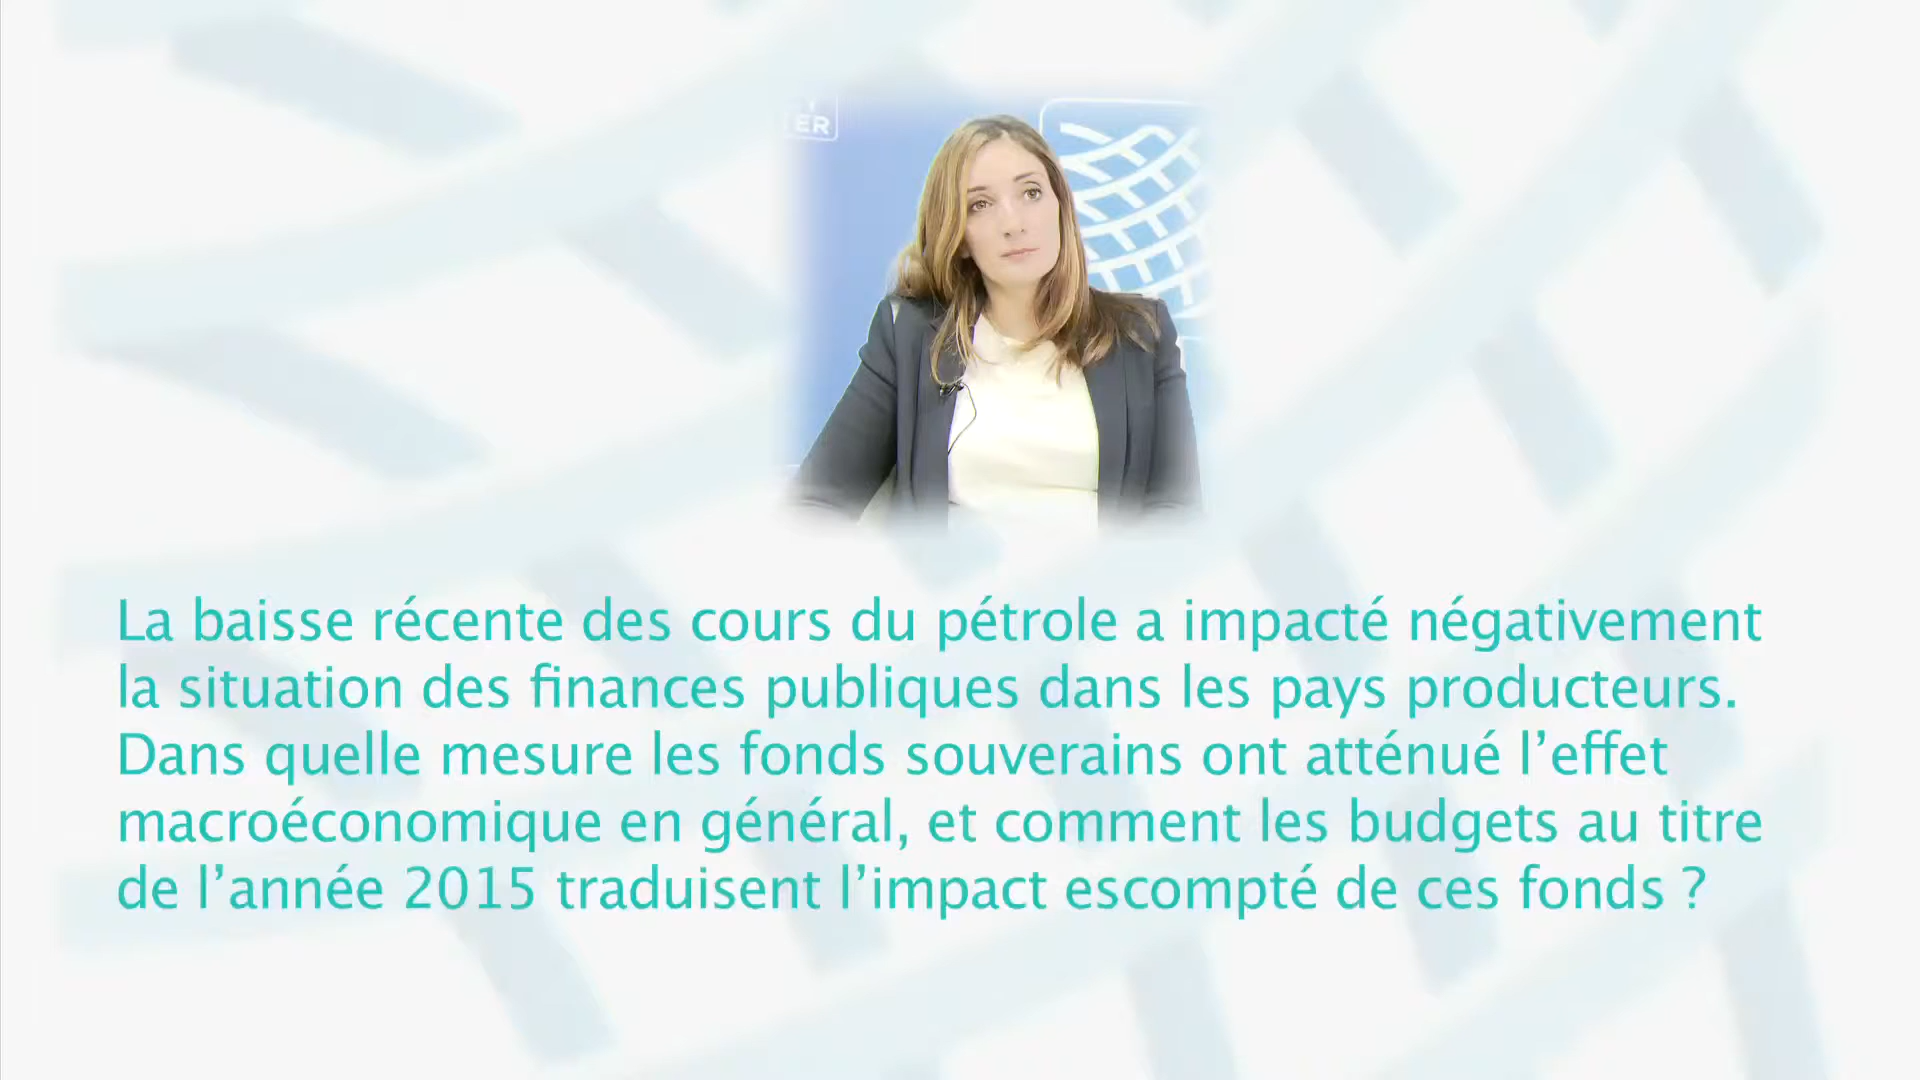 ER
La baisse récente des cours du pétrole a impacté négativement
la situation des finances publiques dans les pays producteurs.
Dans quelle mesure les fonds souverains ont atténué l’effet
macroéconomique en général, et comment les budgets au titre
de l’année 2015 traduisent l’impact escompté de ces fonds ?